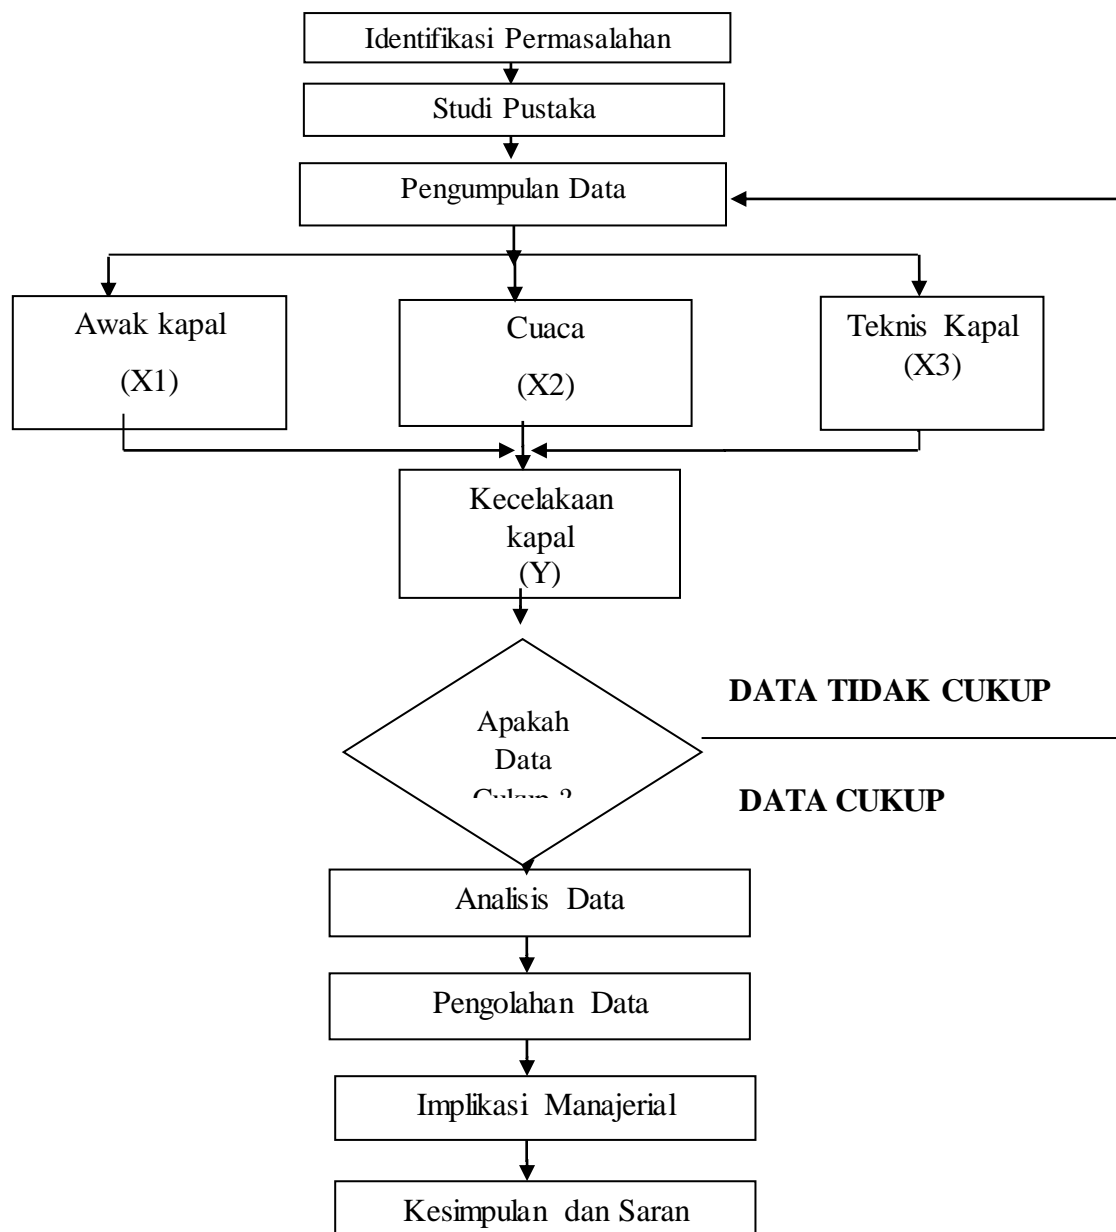 Identifikasi Permasalahan
Studi Pustaka
Pengumpulan Data
Awak kapal
(X1)
Cuaca
(X2)
Teknis Kapal
(X3)
Kecelakaan
kapal
(Y)
Apakah
Data
Cukup ?
DATA TIDAK CUKUP
DATA CUKUP
Analisis Data
Pengolahan Data
Implikasi Manajerial
Kesimpulan dan Saran